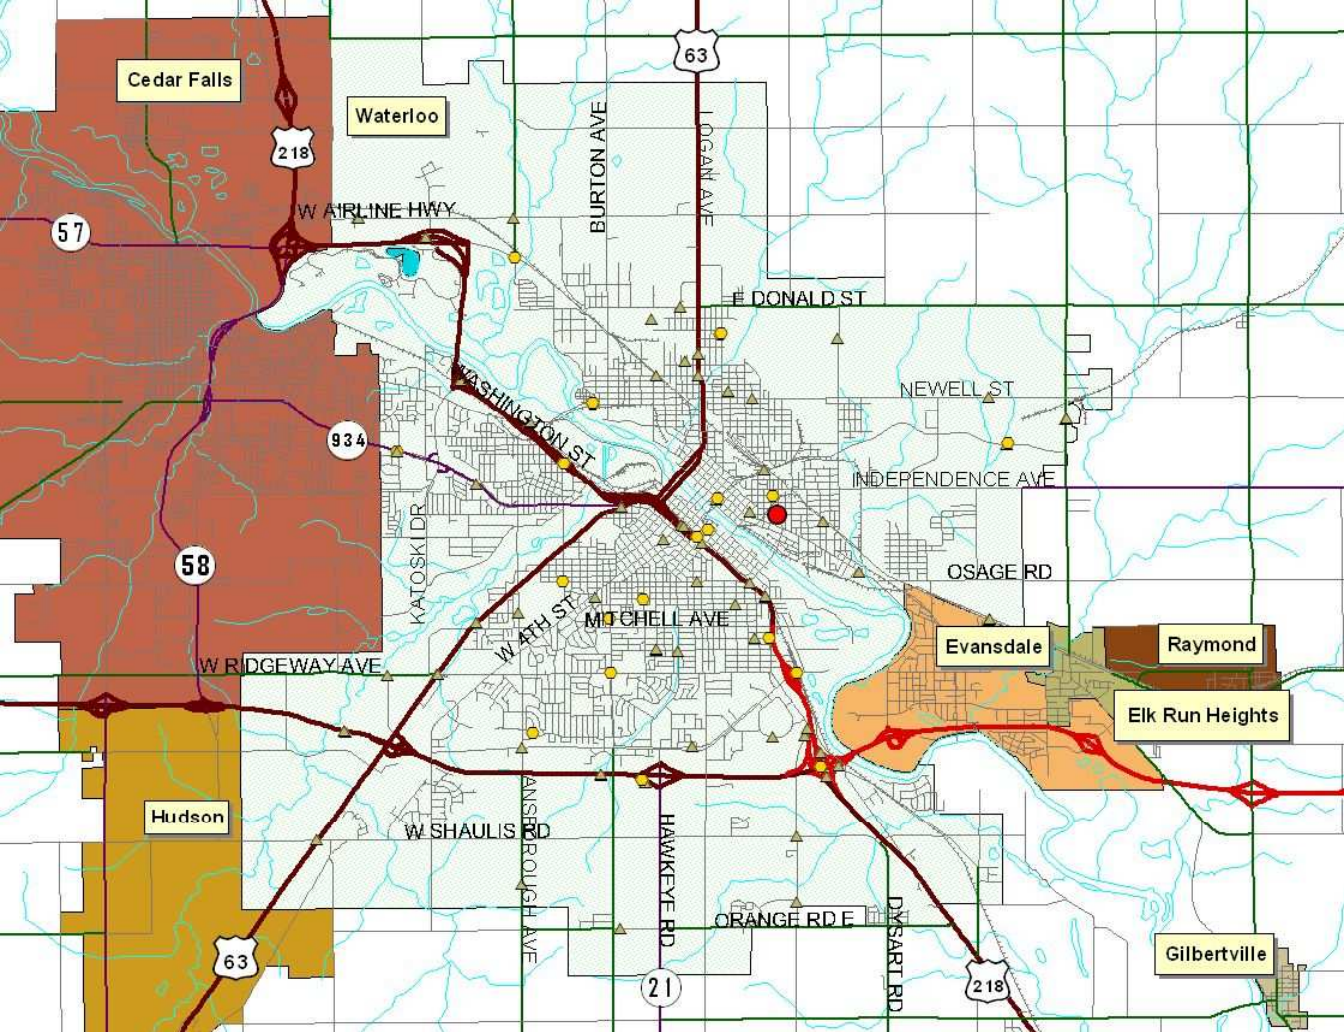 63
Cedar Falls
Waterloo
BURTON AVE
LOGAN AVE
218
W AIRLINE HWY
57
E DONALD ST
WASHINGTON ST
NEWELL ST
934
INDEPENDENCE AVE
KATOSKI DR
58
OSAGE RD
W 4TH ST
MITCHELL AVE
Evansdale
Raymond
W RIDGEWAY AVE
Elk Run Heights
Hudson
W SHAULIS RD
ANSBOROUGH AVE
HAWKEYE RD
ORANGE RD E
DYSART RD
63
Gilbertville
21
218